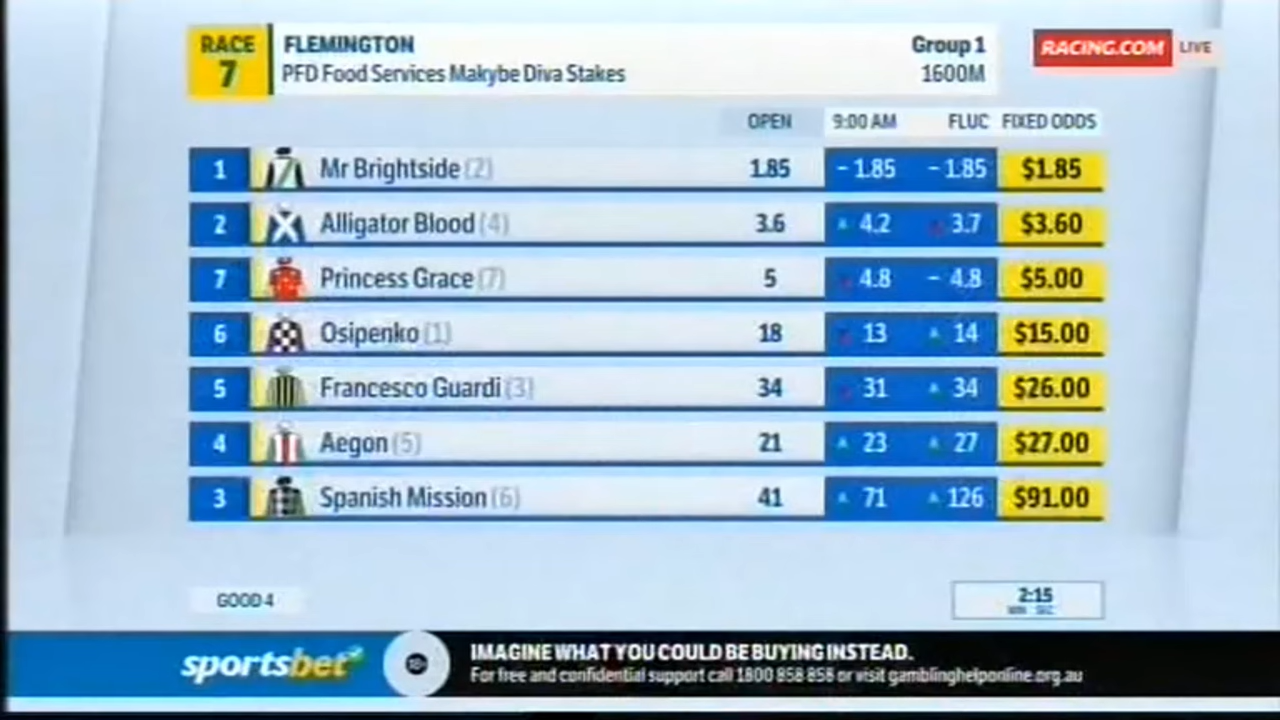 RACE 7 FLEMINGTON Group 1
PFD Food Services Makybe Diva Stakes 1600M
RACING.COM LIVE
OPEN 9:00 AM FLUC FIXED ODDS
1 Mr Brightside (2) 1.85 - 1.85 - 1.85 $1.85
2 Alligator Blood (4) 3.6 4.2 3.7 $3.60
7 Princess Grace (7) 5 4.8 - 4.8 $5.00
6 Osipenko (1) 18 13 14 $15.00
5 Francesco Guardi (3) 34 31 34 $26.00
4 Aegon (5) 21 23 27 $27.00
3 Spanish Mission (6) 41 71 126 $91.00
GOOD 4 2:15
MIN SEC
sportsbet 18+ IMAGINE WHAT YOU COULD BE BUYING INSTEAD.
For free and confidential support call 1800 858 858 or visit gamblinghelponline.org.au